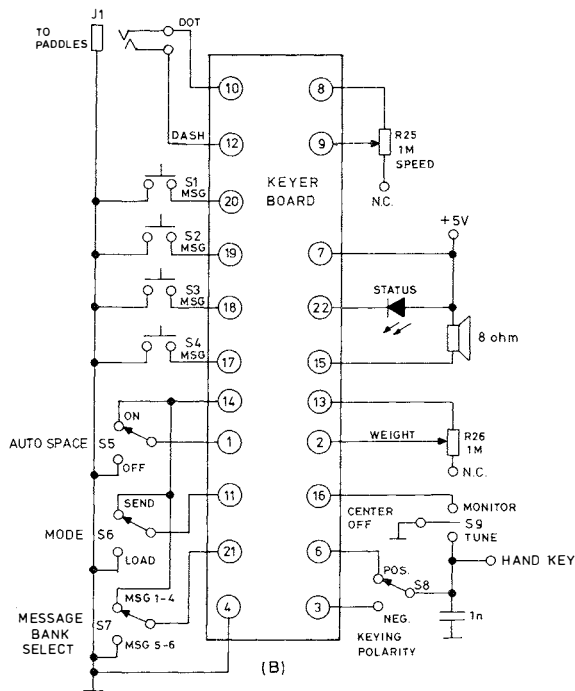 J1
TO PADDLES
DOT
DASH
10
12
S1 MSG
20
S2 MSG
19
S3 MSG
18
S4 MSG
17
KEYER BOARD
8
9
R25 1M SPEED
N.C.
+5V
7
STATUS
22
8 ohm
15
ON
14
AUTO SPACE S5
1
OFF
SEND
11
MODE S6
LOAD
21
MSG 1-4
MESSAGE BANK SELECT S7
4
MSG 5-6
13
2
WEIGHT
R26 1M
N.C.
16
MONITOR
CENTER OFF
S9
TUNE
6
POS.
HAND KEY
S8
3
NEG.
1n
KEYING POLARITY
(B)